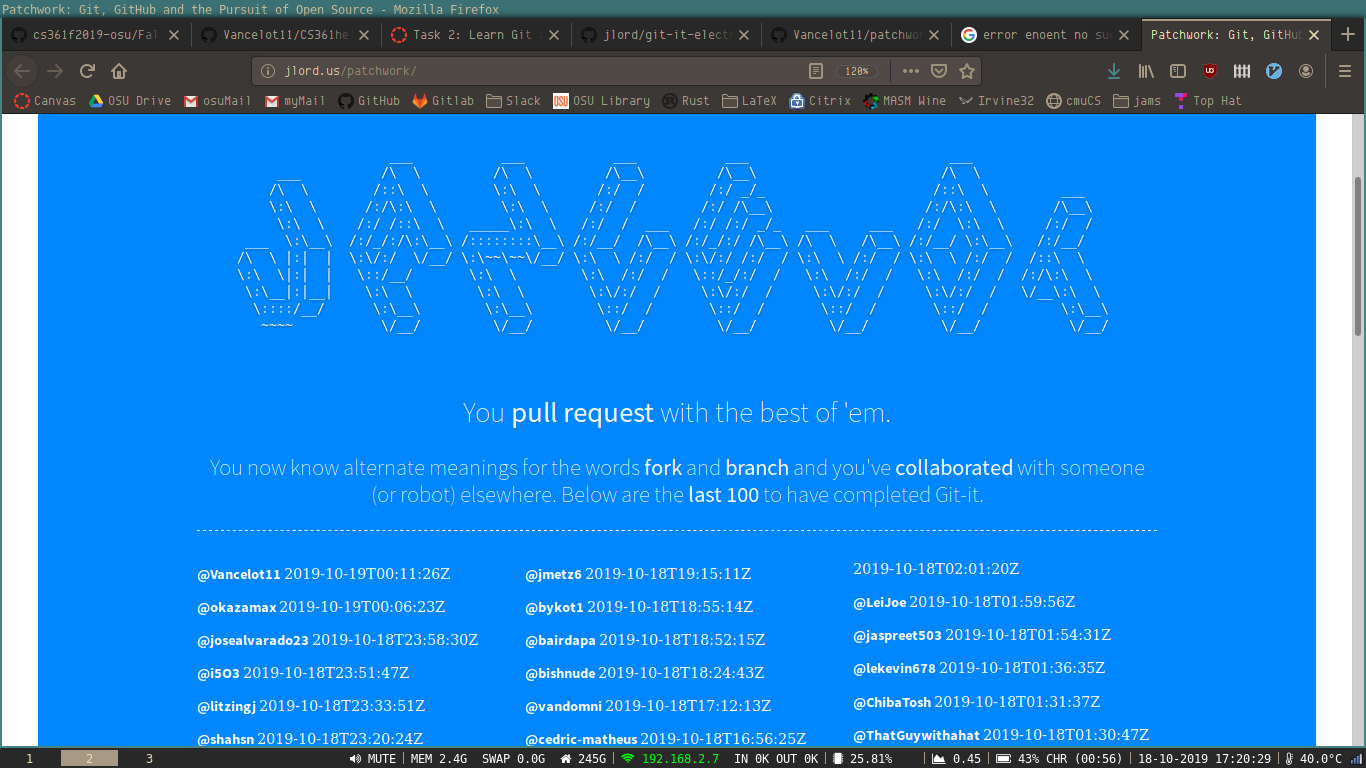 Patchwork: Git, GitHub and the Pursuit of Open Source - Mozilla Firefox
cs361f2019-osu/Fal
Vancelot11/CS361he
Task 2: Learn Git
jlord/git-it-elect
Vancelot11/patchwo
error enoent no su
Patchwork: Git, GitHub
jlord.us/patchwork/
120%
Canvas OSU Drive osuMail myMail GitHub Gitlab Slack OSU OSU Library Rust LaTeX Citrix MASM Wine Irvine32 cmuCS jams Top Hat
You pull request with the best of 'em.
You now know alternate meanings for the words fork and branch and you've collaborated with someone
(or robot) elsewhere. Below are the last 100 to have completed Git-it.
@Vancelot11 2019-10-19T00:11:26Z
@okazamax 2019-10-19T00:06:23Z
@josealvarado23 2019-10-18T23:58:30Z
@i5O3 2019-10-18T23:51:47Z
@litzingj 2019-10-18T23:33:51Z
@shahsn 2019-10-18T23:20:24Z
@jmetz6 2019-10-18T19:15:11Z
@bykot1 2019-10-18T18:55:14Z
@bairdapa 2019-10-18T18:52:15Z
@bishnude 2019-10-18T18:24:43Z
@vandomni 2019-10-18T17:12:13Z
@cedric-matheus 2019-10-18T16:56:25Z
2019-10-18T02:01:20Z
@LeiJoe 2019-10-18T01:59:56Z
@jaspreet503 2019-10-18T01:54:31Z
@lekevin678 2019-10-18T01:36:35Z
@ChibaTosh 2019-10-18T01:31:37Z
@ThatGuywithahat 2019-10-18T01:30:47Z
1 2 3 MUTE MEM 2.4G SWAP 0.0G 245G 192.168.2.7 IN 0K OUT 0K 25.81% 0.45 43% CHR (00:56) 18-10-2019 17:20:29 40.0°C